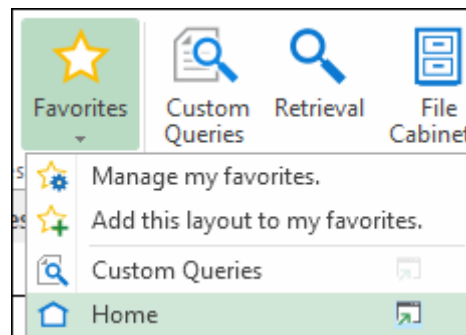 Favorites
Custom
Queries
Retrieval
File
Cabinet
Manage my favorites.
Add this layout to my favorites.
Custom Queries
Home